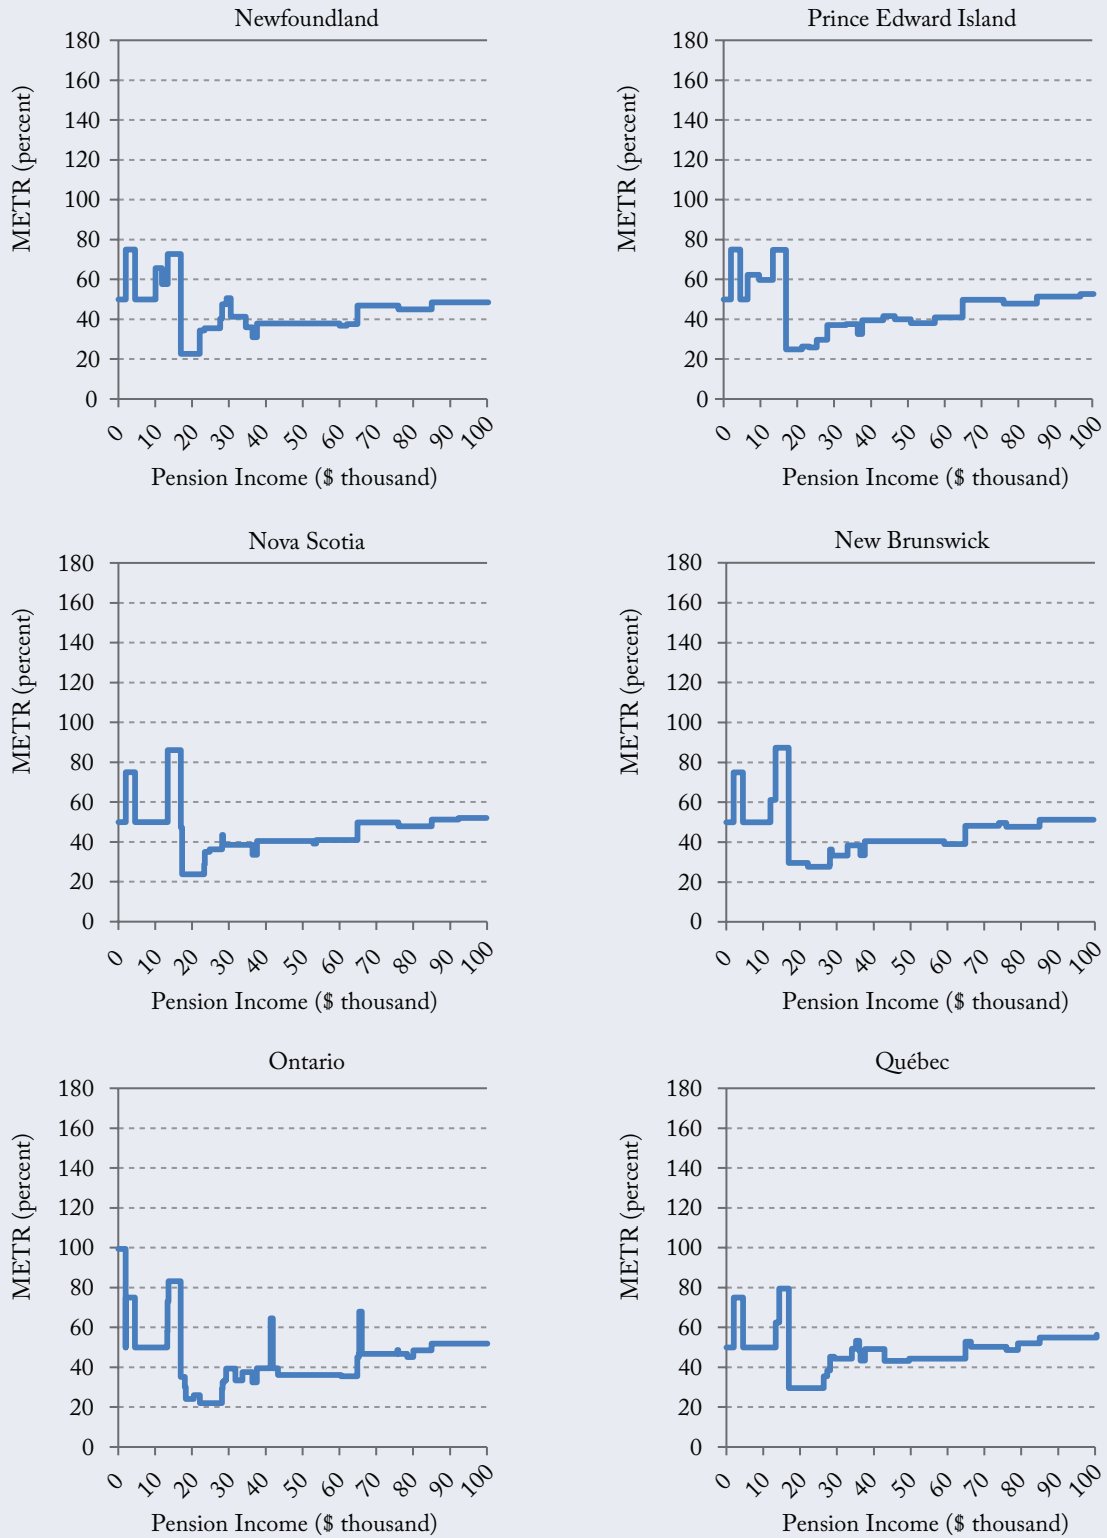 Newfoundland
180
160
140
120
100
80
60
40
20
0
METR (percent)
0 10 20 30 40 50 60 70 80 90 100
Pension Income ($ thousand)
Prince Edward Island
180
160
140
120
100
80
60
40
20
0
METR (percent)
0 10 20 30 40 50 60 70 80 90 100
Pension Income ($ thousand)
Nova Scotia
180
160
140
120
100
80
60
40
20
0
METR (percent)
0 10 20 30 40 50 60 70 80 90 100
Pension Income ($ thousand)
New Brunswick
180
160
140
120
100
80
60
40
20
0
METR (percent)
0 10 20 30 40 50 60 70 80 90 100
Pension Income ($ thousand)
Ontario
180
160
140
120
100
80
60
40
20
0
METR (percent)
0 10 20 30 40 50 60 70 80 90 100
Pension Income ($ thousand)
Québec
180
160
140
120
100
80
60
40
20
0
METR (percent)
0 10 20 30 40 50 60 70 80 90 100
Pension Income ($ thousand)